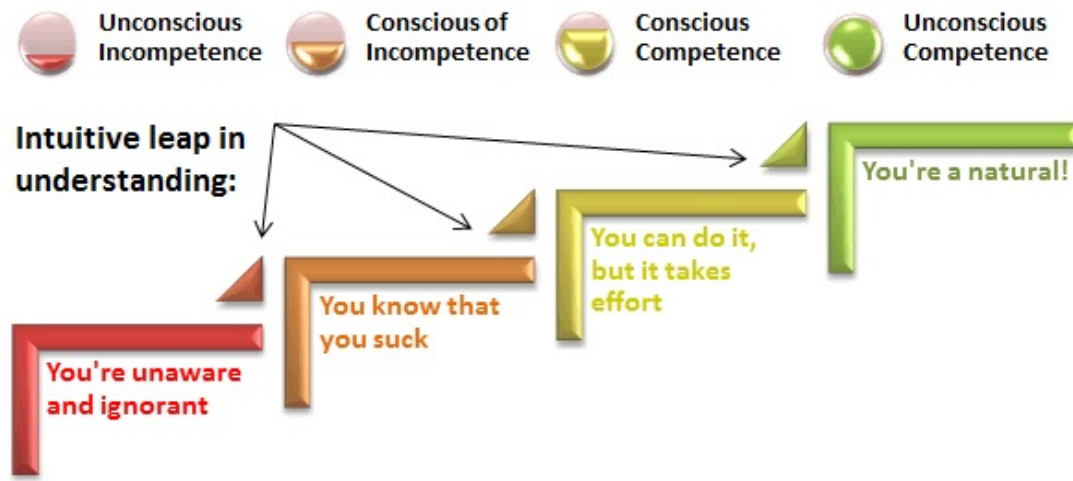 Unconscious
Incompetence
Conscious of
Incompetence
Conscious
Competence
Unconscious
Competence
Intuitive leap in
understanding:
You're a natural!
You can do it,
but it takes
effort
You know that
you suck
You're unaware
and ignorant